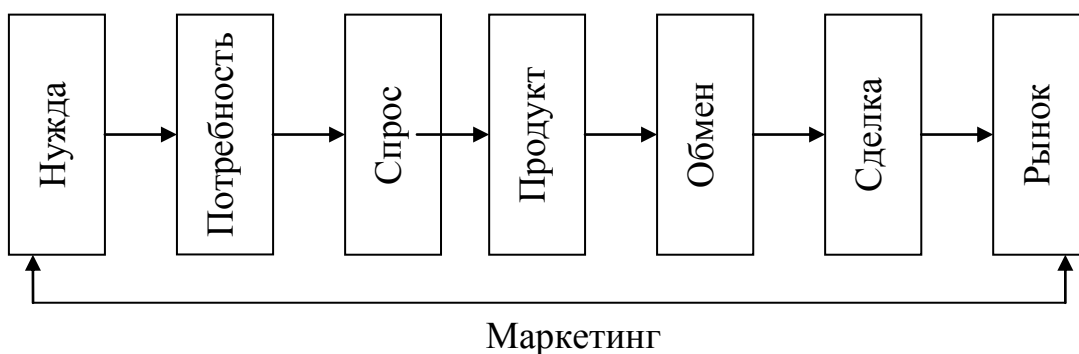 Нужда
Потребность
Спрос
Продукт
Обмен
Сделка
Рынок
Маркетинг